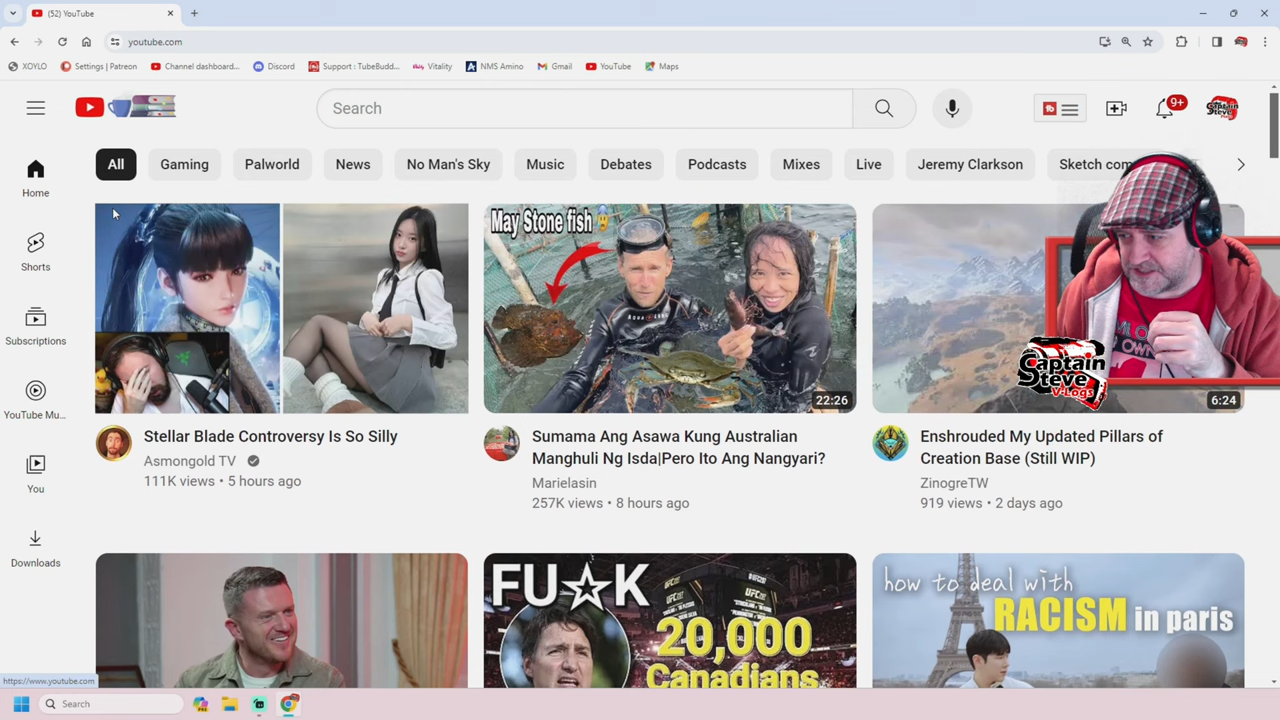 (52) YouTube
youtube.com
XOYLO
Settings | Patreon
Channel dashboard...
Discord
Support : TubeBudd...
Vitality
NMS Amino
Gmail
YouTube
Maps
Search
9+
All
Gaming
Palworld
News
No Man's Sky
Music
Debates
Podcasts
Mixes
Live
Jeremy Clarkson
Sketch com
Home
Shorts
Subscriptions
YouTube Mu...
You
Downloads
May Stone fish
22:26
Captain
Steve
V-Logs
6:24
Stellar Blade Controversy Is So Silly
Asmongold TV
111K views • 5 hours ago
Sumama Ang Asawa Kung Australian
Manghuli Ng Isda|Pero Ito Ang Nangyari?
Marielasin
257K views • 8 hours ago
Enshrouded My Updated Pillars of
Creation Base (Still WIP)
ZinogreTW
919 views • 2 days ago
FU☆K
20,000
Canadians
how to deal with
RACISM in paris
https://www.youtube.com
Search